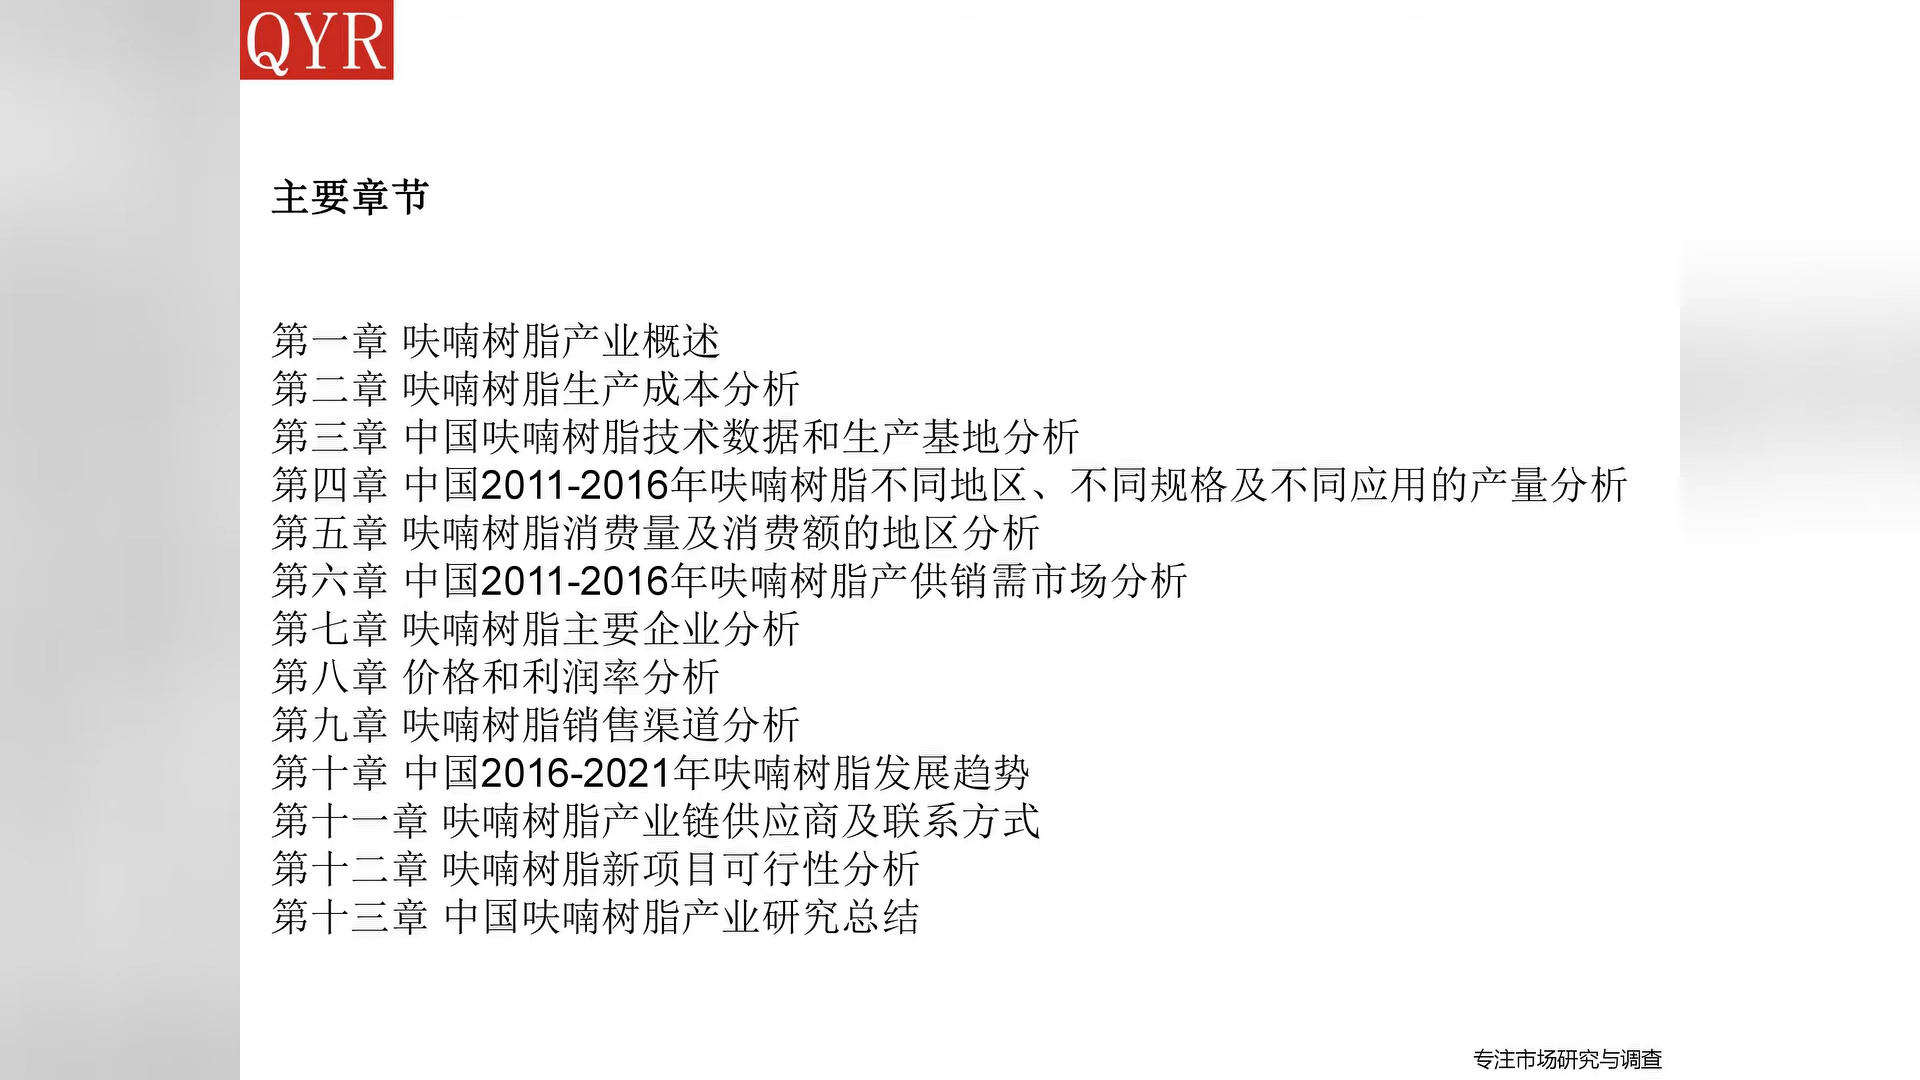 QYR
主要章节
第一章 呋喃树脂产业概述
第二章 呋喃树脂生产成本分析
第三章 中国呋喃树脂技术数据和生产基地分析
第四章 中国2011-2016年呋喃树脂不同地区、不同规格及不同应用的产量分析
第五章 呋喃树脂消费量及消费额的地区分析
第六章 中国2011-2016年呋喃树脂产供销需市场分析
第七章 呋喃树脂主要企业分析
第八章 价格和利润率分析
第九章 呋喃树脂销售渠道分析
第十章 中国2016-2021年呋喃树脂发展趋势
第十一章 呋喃树脂产业链供应商及联系方式
第十二章 呋喃树脂新项目可行性分析
第十三章 中国呋喃树脂产业研究总结
专注市场研究与调查